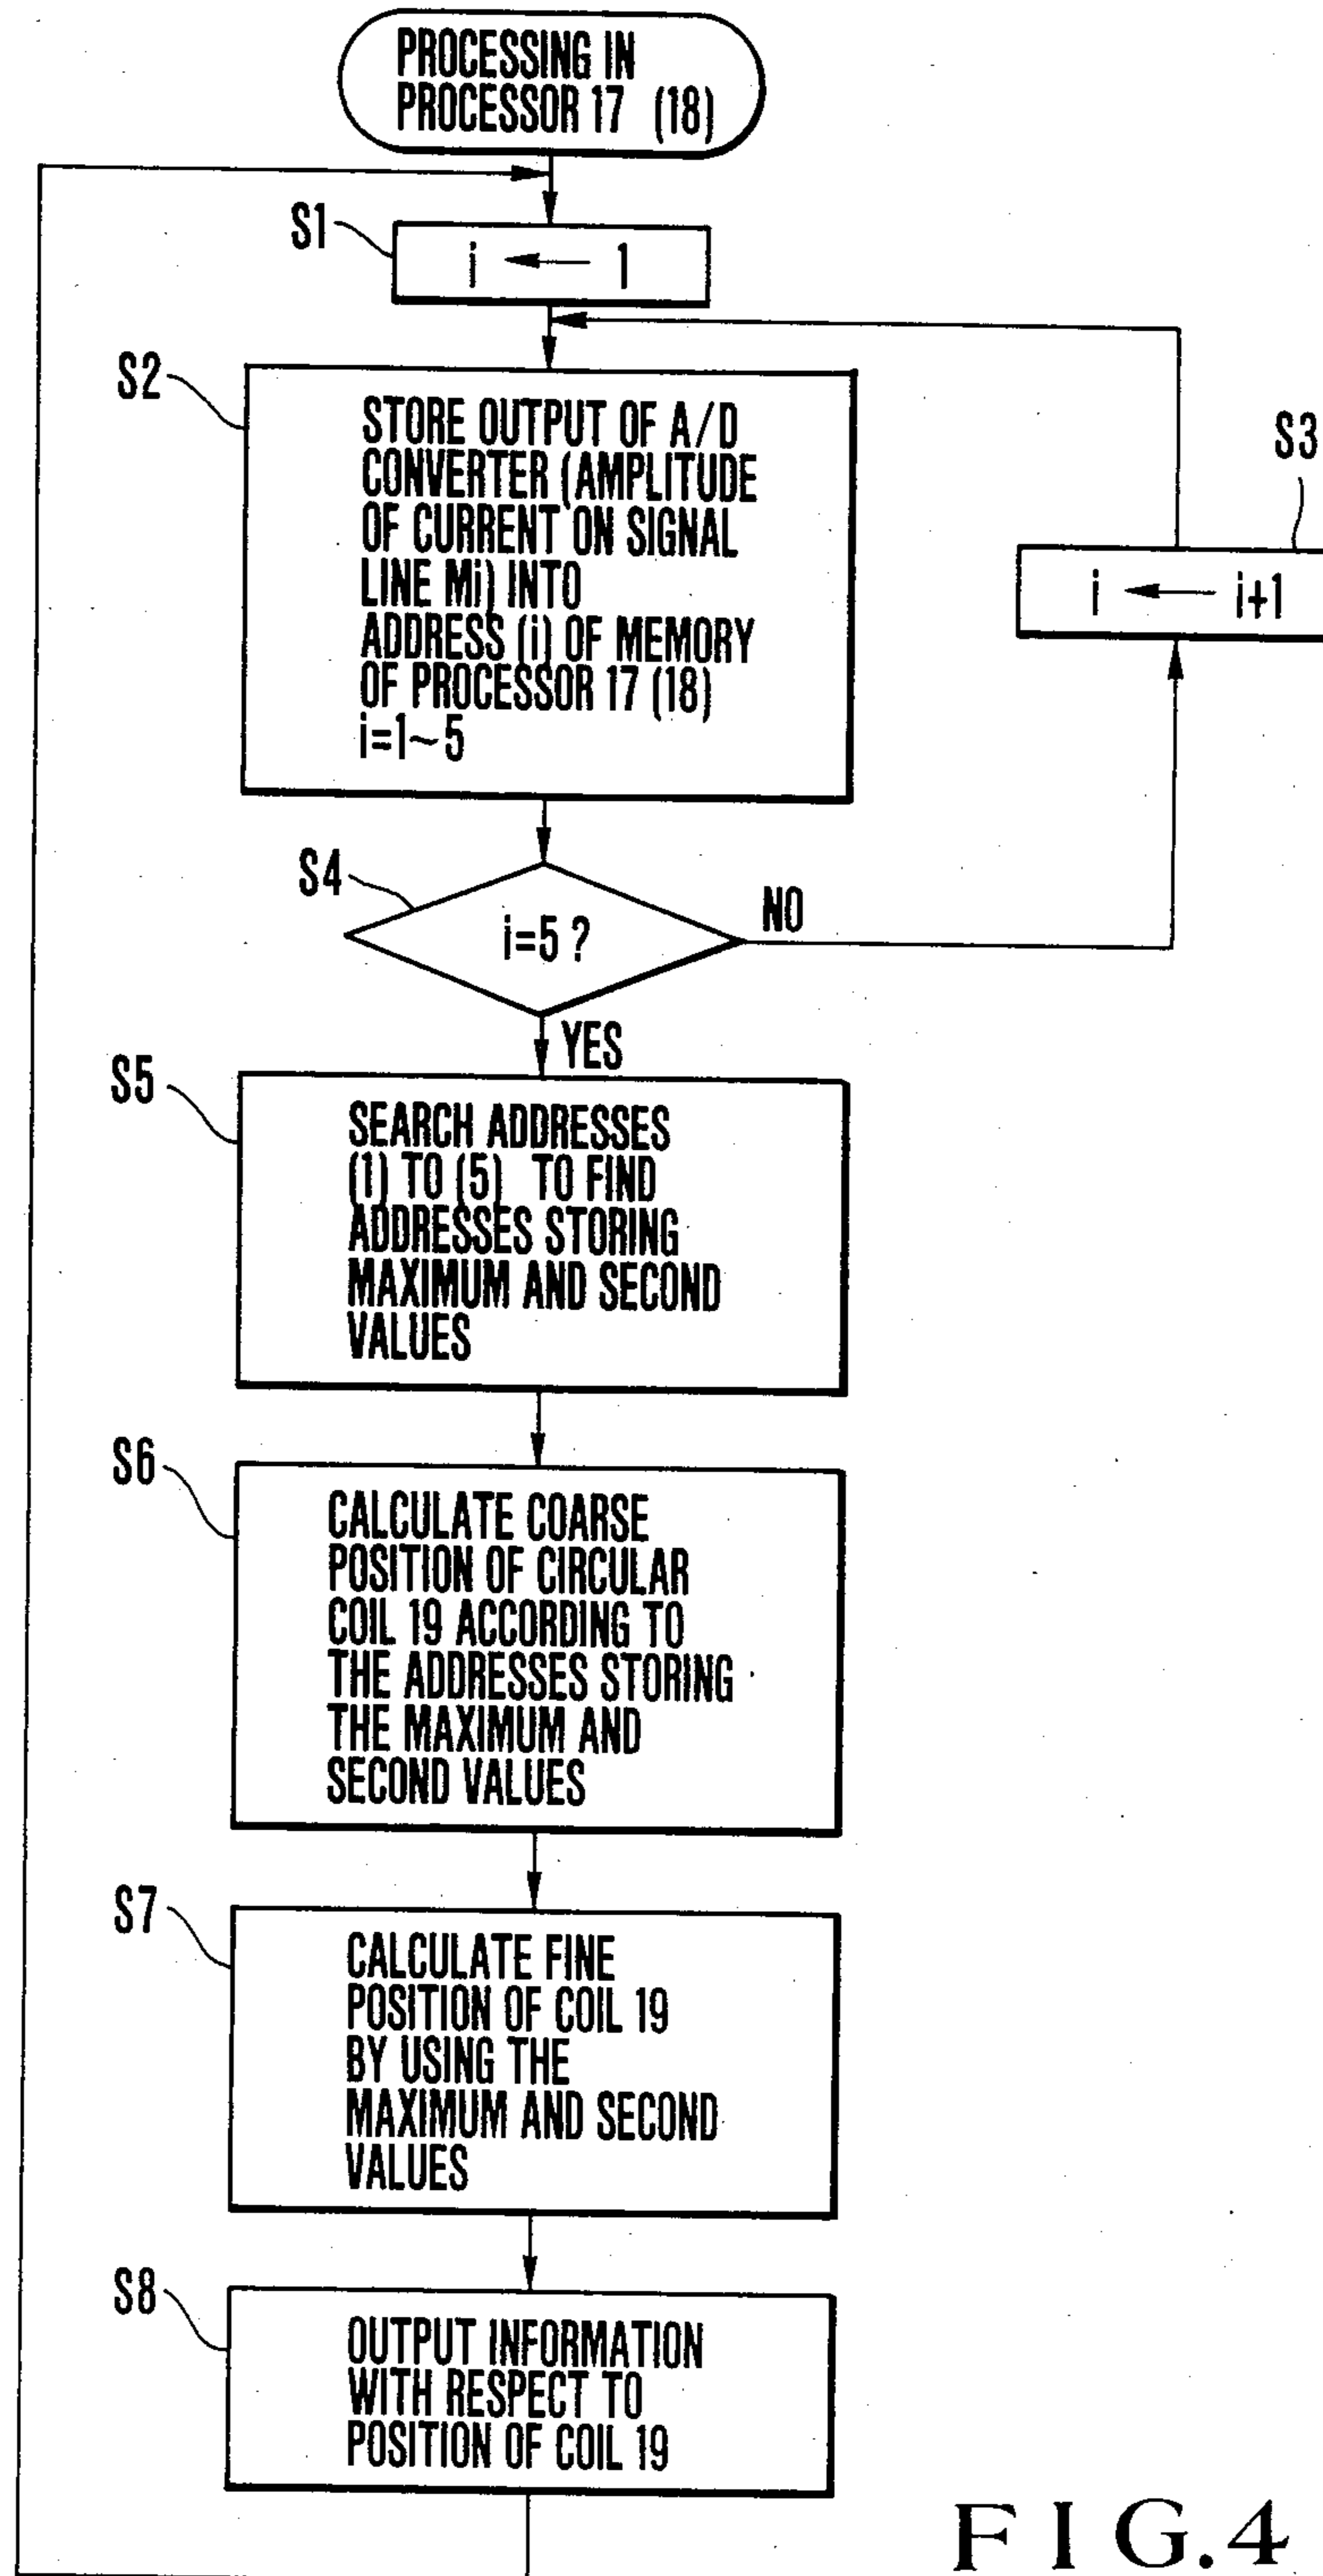 PROCESSING IN
PROCESSOR 17 (18)
S1
i ← 1
S2
STORE OUTPUT OF A/D
CONVERTER (AMPLITUDE
OF CURRENT ON SIGNAL
LINE Mi) INTO
ADDRESS (i) OF MEMORY
OF PROCESSOR 17 (18)
i=1~5
S3
i ← i+1
S4
i=5?
NO
YES
S5
SEARCH ADDRESSES
(1) TO (5) TO FIND
ADDRESSES STORING
MAXIMUM AND SECOND
VALUES
S6
CALCULATE COARSE
POSITION OF CIRCULAR
COIL 19 ACCORDING TO
THE ADDRESSES STORING
THE MAXIMUM AND
SECOND VALUES
S7
CALCULATE FINE
POSITION OF COIL 19
BY USING THE
MAXIMUM AND SECOND
VALUES
S8
OUTPUT INFORMATION
WITH RESPECT TO
POSITION OF COIL 19
FIG.4